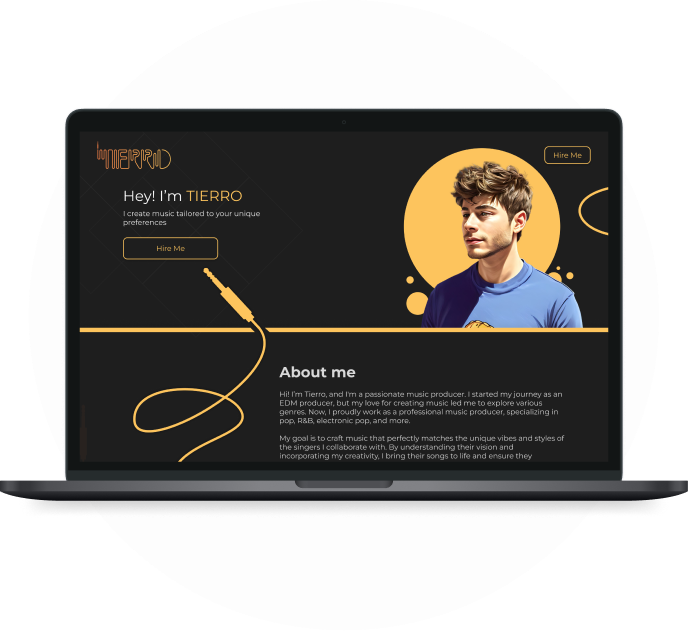 TIERRO
Hire Me
Hey! I'm TIERRO
I create music tailored to your unique
preferences
Hire Me
About me
Hi! I'm Tierro, and I'm a passionate music producer. I started my journey as an
EDM producer, but my love for creating music led me to explore various
genres. Now, I proudly work as a professional music producer, specializing in
pop, R&B, electronic pop, and more.
My goal is to craft music that perfectly matches the unique vibes and styles of
the singers I collaborate with. By understanding their vision and
incorporating my creativity, I bring their songs to life and ensure they